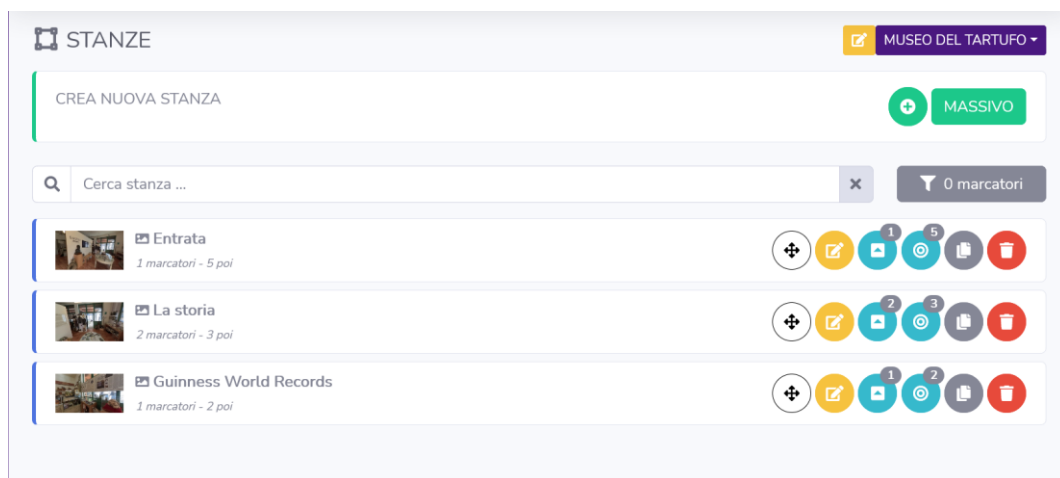 STANZE
MUSEO DEL TARTUFO
CREA NUOVA STANZA
MASSIVO
Cerca stanza ...
0 marcatori
Entrata
1 marcatori - 5 poi
1
5
La storia
2 marcatori - 3 poi
2
3
Guinness World Records
1 marcatori - 2 poi
1
2